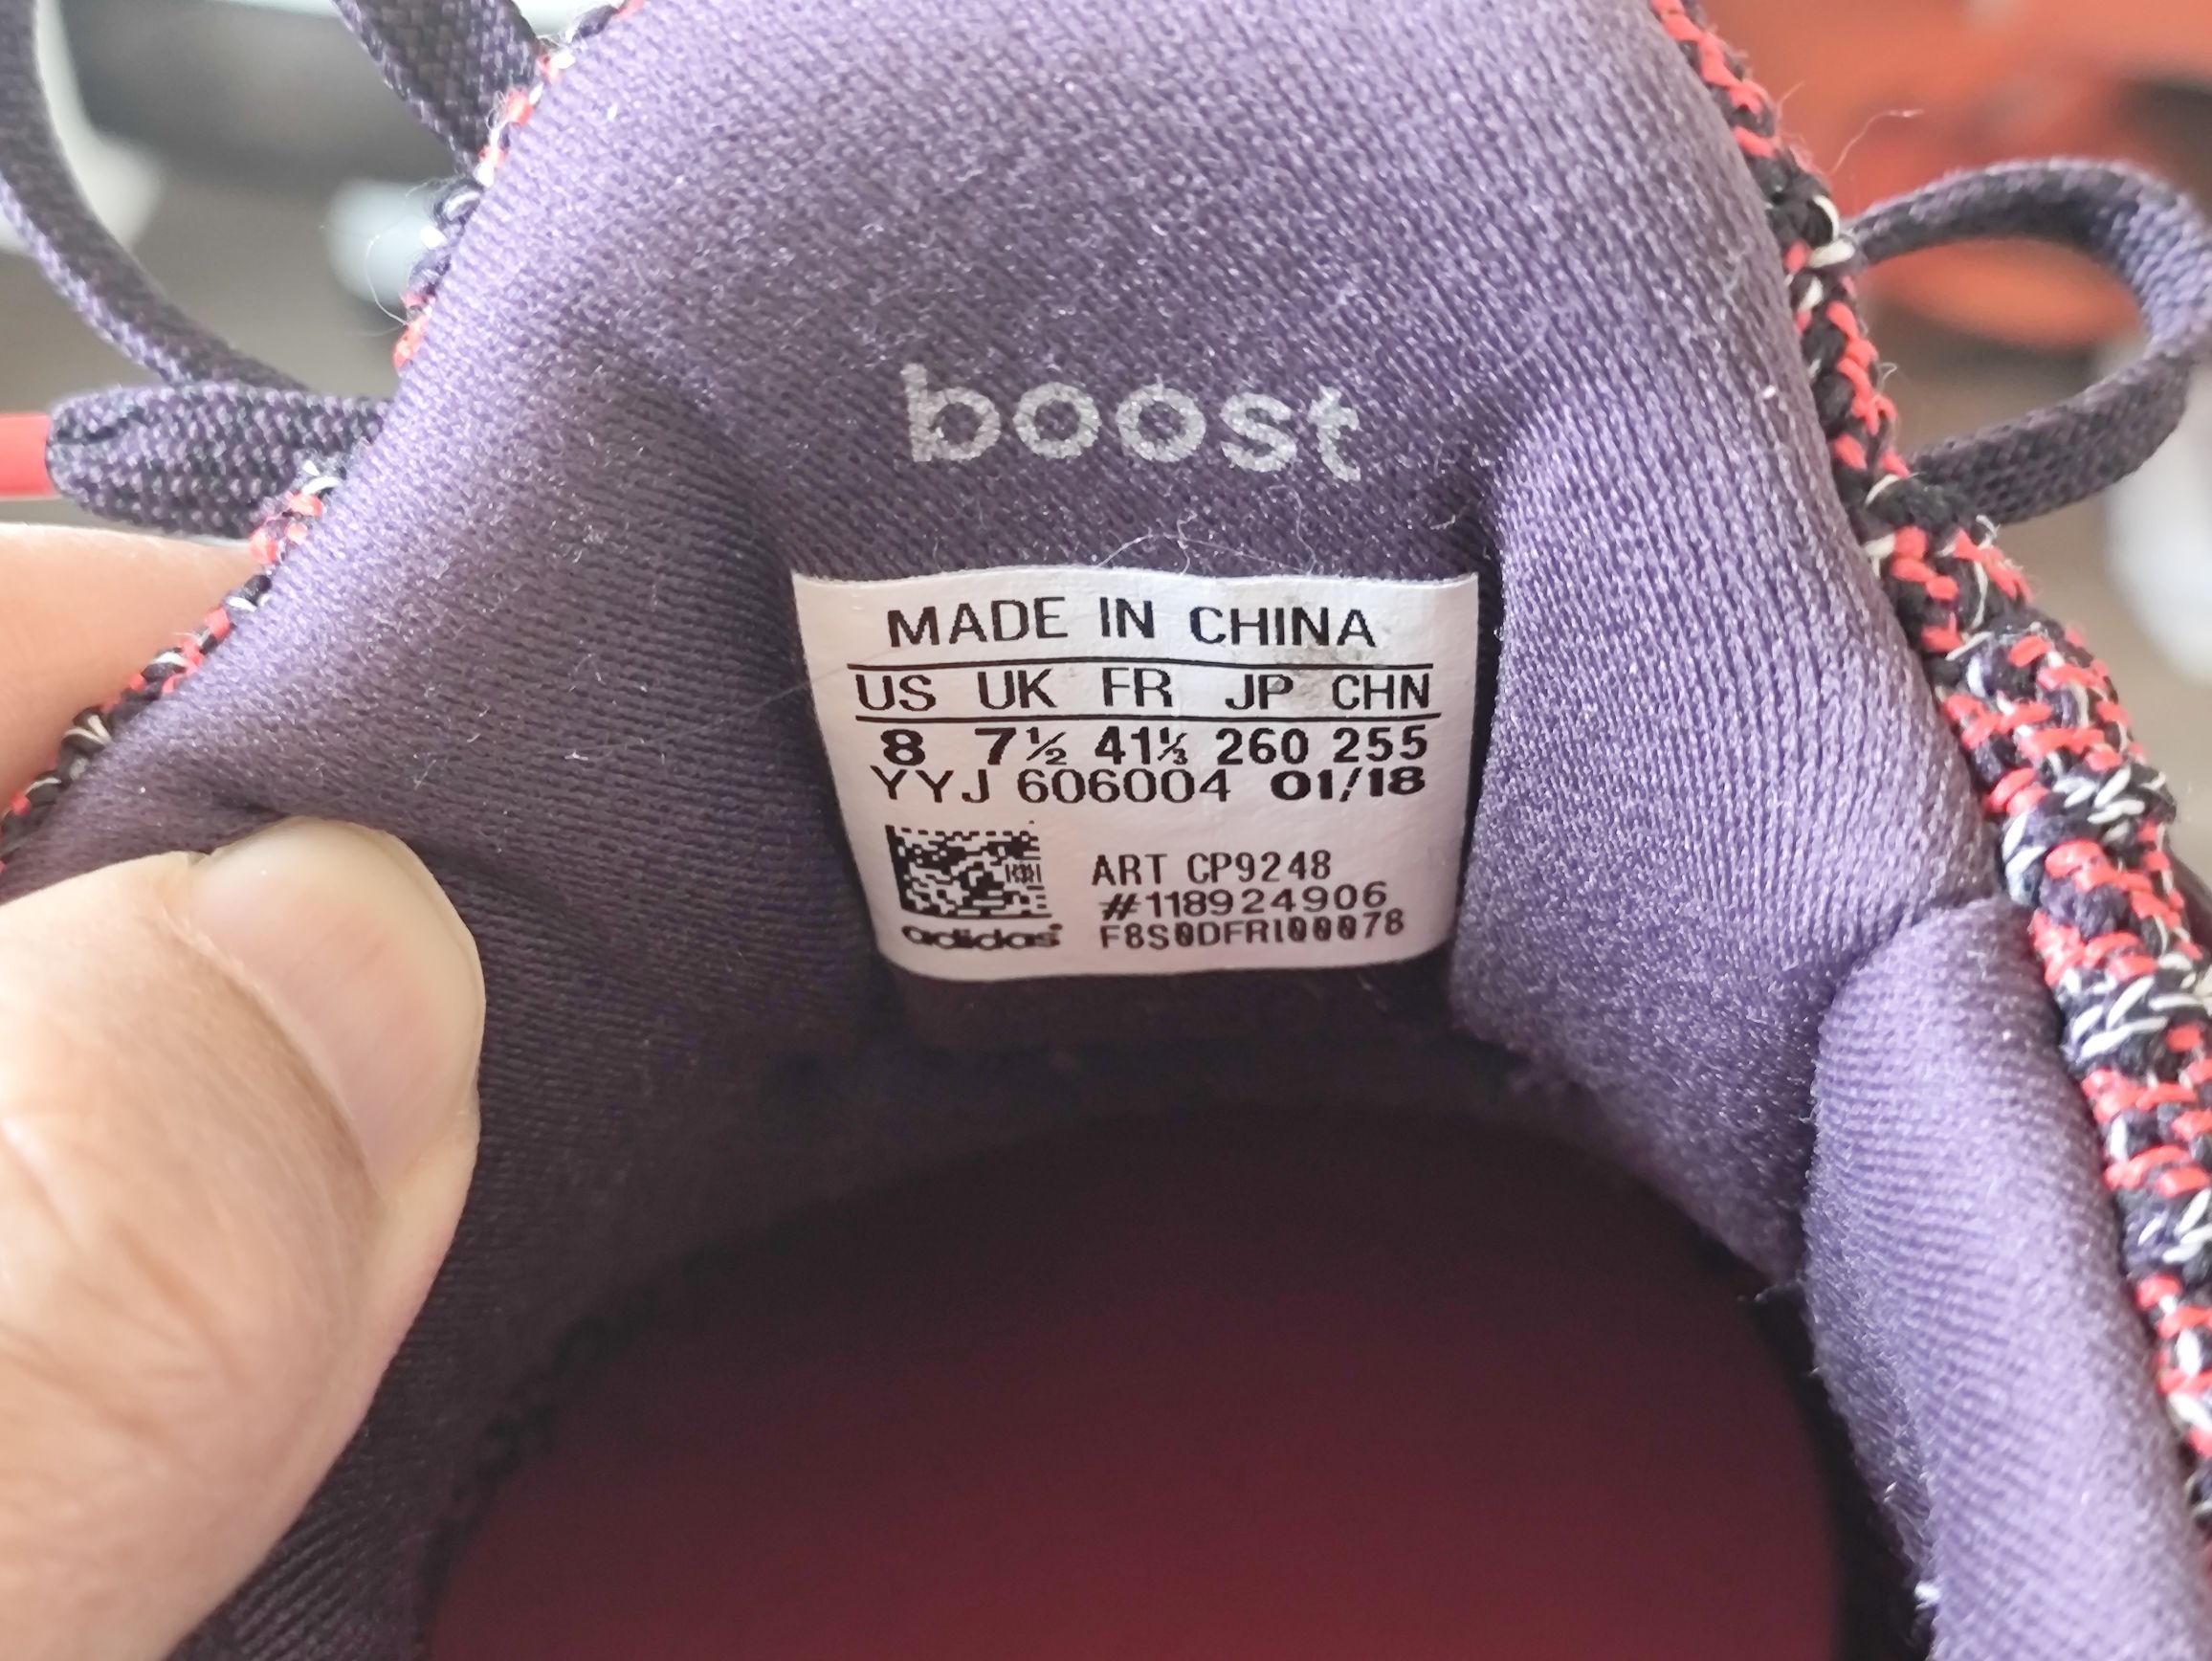 boost
MADE IN CHINA
US UK FR JP CHN
8 7½ 41⅓ 260 255
YYJ 606004 01/18
ART CP9248
#118924906
adidas F8S0DFRI00078